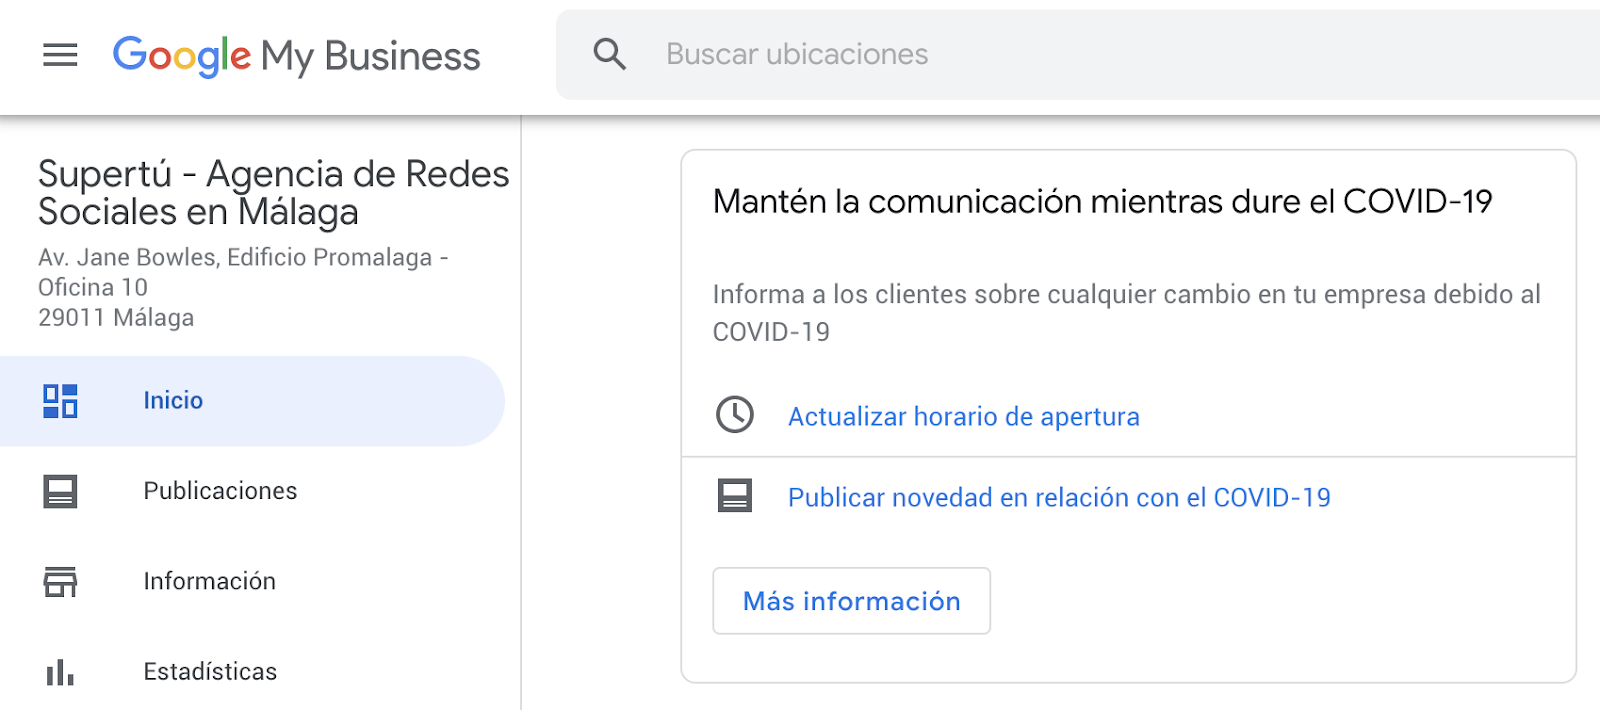 Google My Business
Buscar ubicaciones
Supertú - Agencia de Redes
Sociales en Málaga
Av. Jane Bowles, Edificio Promalaga -
Oficina 10
29011 Málaga
Inicio
Publicaciones
Información
Estadísticas
Mantén la comunicación mientras dure el COVID-19
Informa a los clientes sobre cualquier cambio en tu empresa debido al
COVID-19
Actualizar horario de apertura
Publicar novedad en relación con el COVID-19
Más información